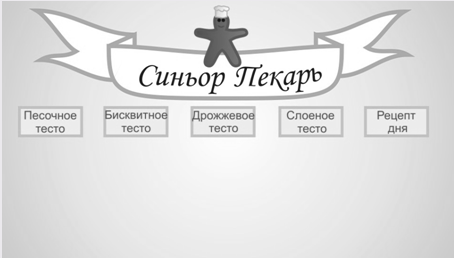 Синьор Пекарь
Песочное
тесто
Бисквитное
тесто
Дрожжевое
тесто
Слоеное
тесто
Рецепт
дня